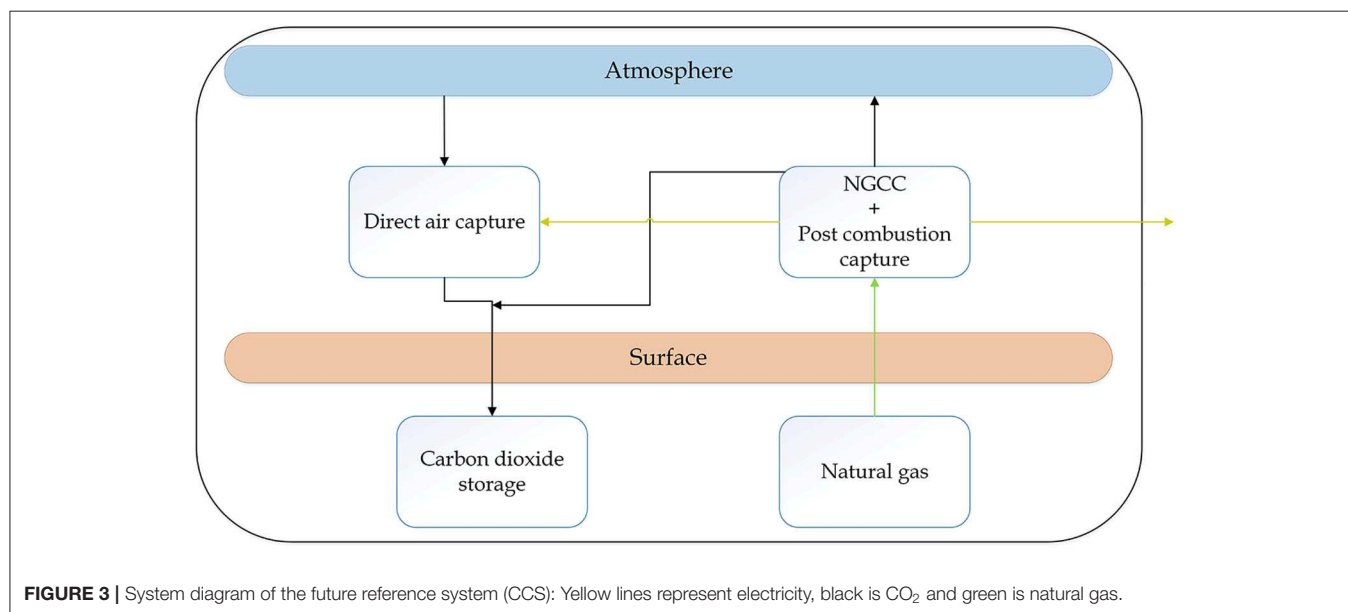 Atmosphere
Direct air capture
NGCC
+
Post combustion
capture
Surface
Carbon dioxide
storage
Natural gas
FIGURE 3 | System diagram of the future reference system (CCS): Yellow lines represent electricity, black is CO₂ and green is natural gas.